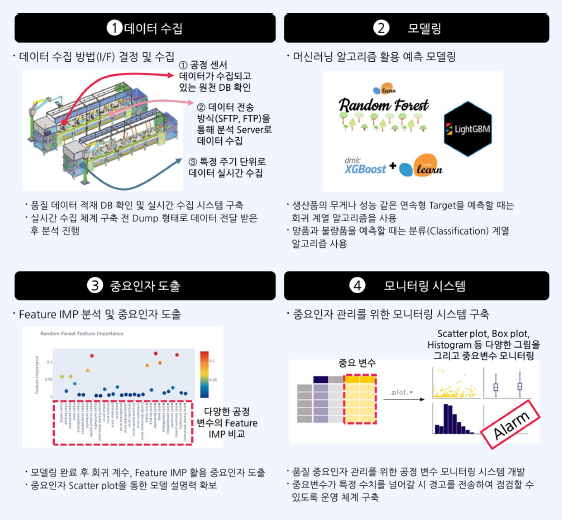 ① 데이터 수집
· 데이터 수집 방법(I/F) 결정 및 수집
① 공정 센서
데이터가 수집되고
있는 원천 DB 확인
② 데이터 전송
방식(SFTP, FTP)을
통해 분석 Server로
데이터 수집
③ 특정 주기 단위로
데이터 실시간 수집
· 품질 데이터 적재 DB 확인 및 실시간 수집 시스템 구축
· 실시간 수집 체계 구축 전 Dump 형태로 데이터 전달 받은
후 분석 진행
② 모델링
· 머신러닝 알고리즘 활용 예측 모델링
learn
Random Forest
LightGBM
dmlc
XGBoost + learn
· 생산품의 무게나 성능 같은 연속형 Target을 예측할 때는
회귀 계열 알고리즘을 사용
· 양품과 불량품을 예측할 때는 분류(Classification) 계열
알고리즘 사용
③ 중요인자 도출
· Feature IMP 분석 및 중요인자 도출
Random Forest Feature Importance
Feature Importance
0.1
0.05
0
0.1
0.05
다양한 공정
변수의 Feature
IMP 비교
· 모델링 완료 후 회귀 계수, Feature IMP 활용 중요인자 도출
· 중요인자 Scatter plot을 통한 모델 설명력 확보
④ 모니터링 시스템
· 중요인자 관리를 위한 모니터링 시스템 구축
Scatter plot, Box plot,
Histogram 등 다양한 그림을
그리고 중요변수 모니터링
중요 변수
.plot.*
Alarm
· 품질 중요인자 관리를 위한 공정 변수 모니터링 시스템 개발
· 중요변수가 특정 수치를 넘어갈 시 경고를 전송하여 점검할 수
있도록 운영 체계 구축